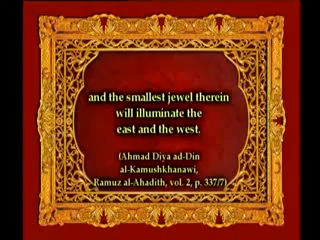 and the smallest jewel therein
will illuminate the
east and the west.
(Ahmad Diya ad-Din
al-Kamushkhanawi,
Ramuz al-Ahadith, vol. 2, p. 337/7)